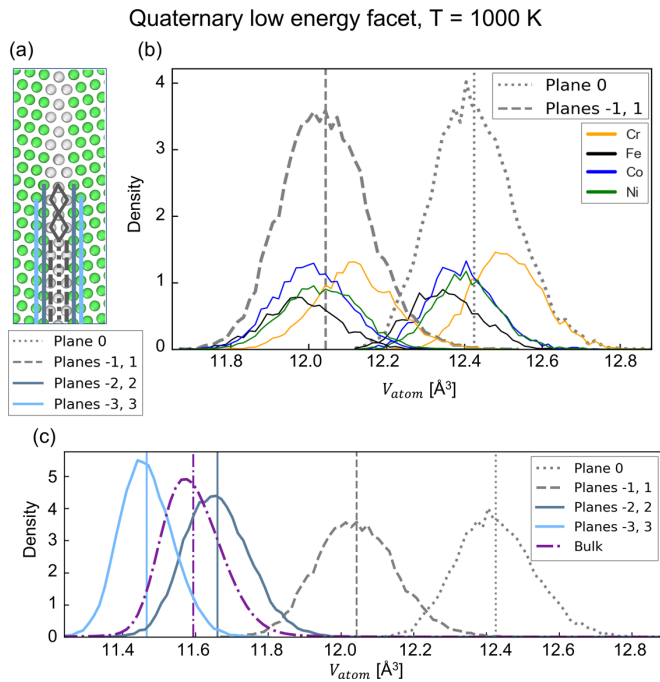 Quaternary low energy facet, T = 1000 K
(a)
(b)
Plane 0
Planes -1, 1
Planes -2, 2
Planes -3, 3
Density
4
3
2
1
0
Plane 0
Planes -1, 1
Cr
Fe
Co
Ni
11.8 12.0 12.2 12.4 12.6 12.8
V_atom [Å³]
(c)
Density
5
4
3
2
1
0
Plane 0
Planes -1, 1
Planes -2, 2
Planes -3, 3
Bulk
11.4 11.6 11.8 12.0 12.2 12.4 12.6 12.8
V_atom [Å³]